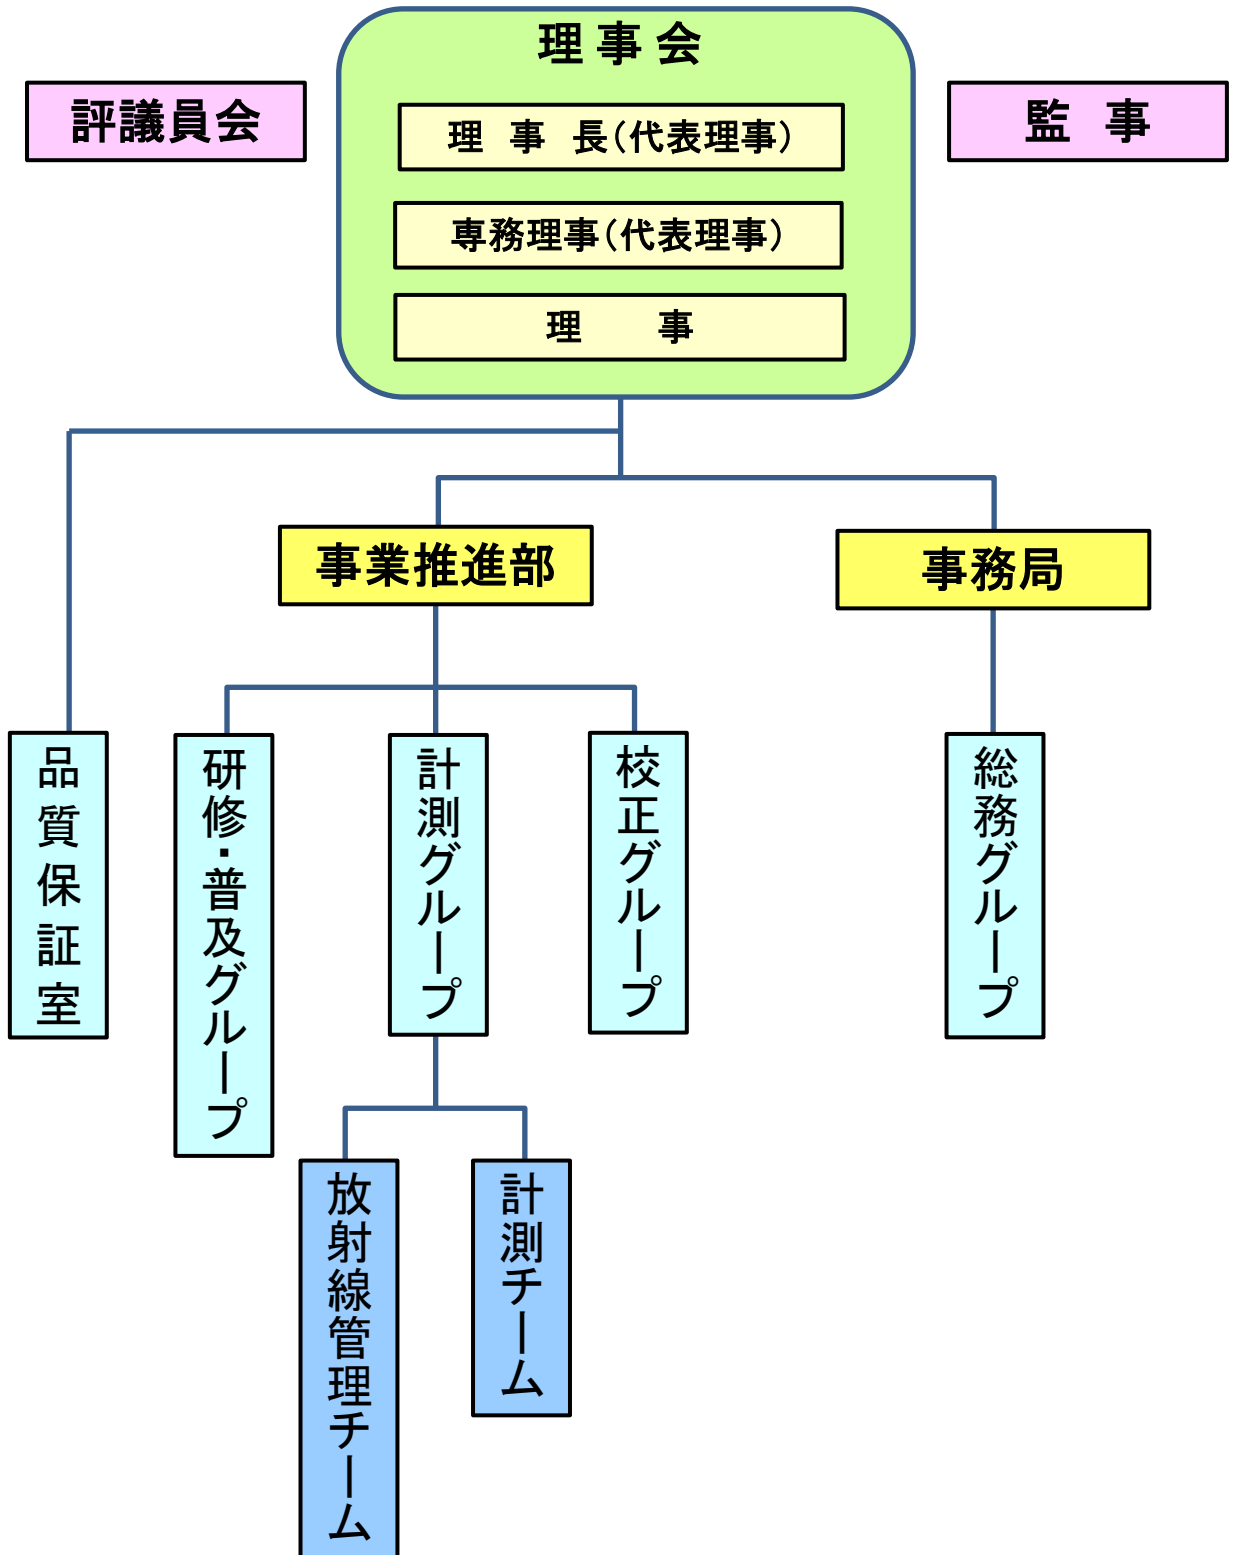 理 事 会
評議員会
監　事
理　事　長（代表理事）
専務理事（代表理事）
理　　事
事業推進部
事務局
品質保証室
研修・普及グループ
計測グループ
校正グループ
総務グループ
放射線管理チーム
計測チーム